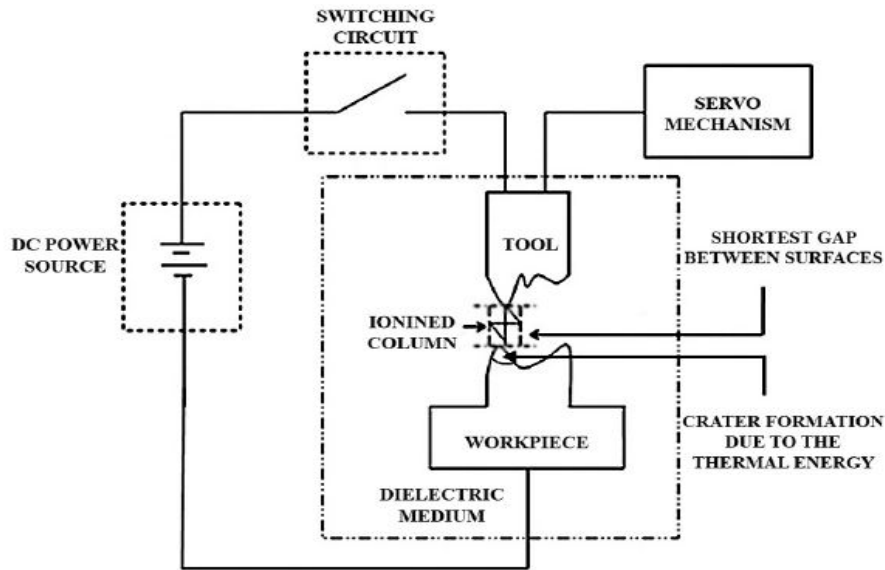 SWITCHING
CIRCUIT
SERVO
MECHANISM
DC POWER
SOURCE
TOOL
SHORTEST GAP
BETWEEN SURFACES
IONINED
COLUMN
CRATER FORMATION
DUE TO THE
THERMAL ENERGY
WORKPIECE
DIELECTRIC
MEDIUM